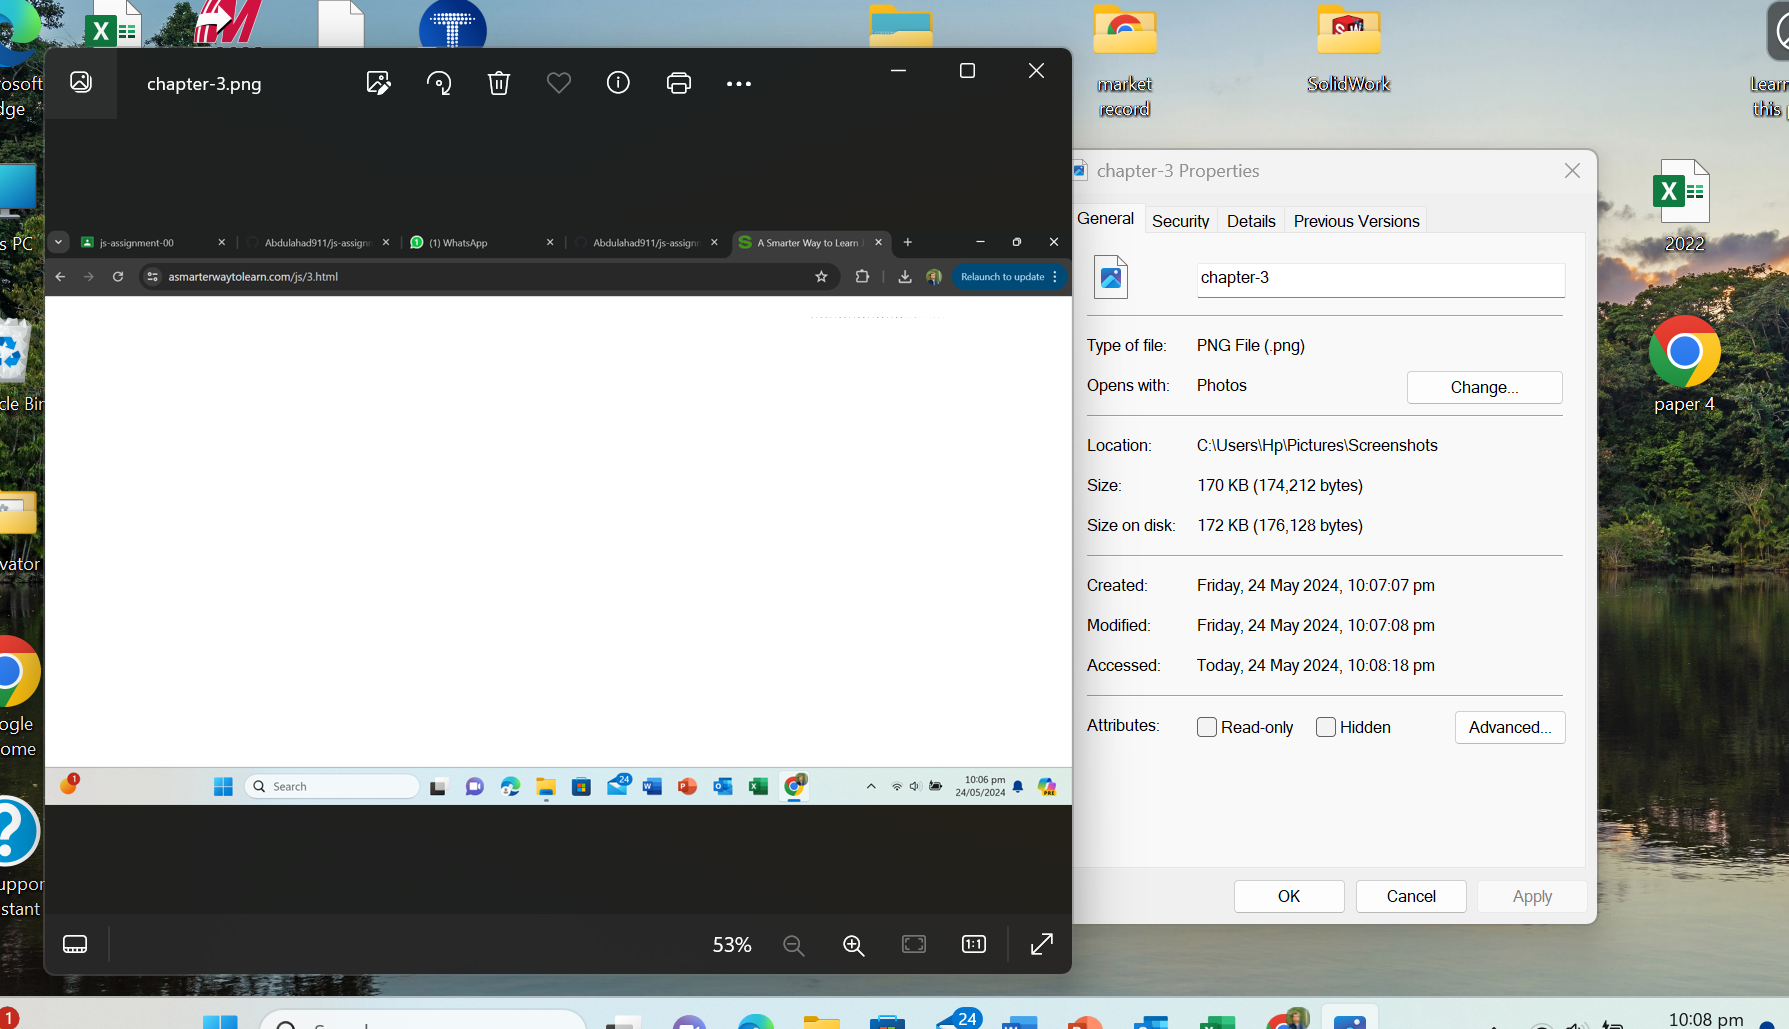 chapter-3.png
js-assignment-00
Abdulahad911/js-assignm
(1) WhatsApp
Abdulahad911/js-assignm
A Smarter Way to Learn
asmarterwaytolearn.com/js/3.html
Relaunch to update
1
Search
24
10:06 pm
24/05/2024
53%
market
record
SolidWork
Learn
this
chapter-3 Properties
General
Security
Details
Previous Versions
chapter-3
Type of file:
PNG File (.png)
Opens with:
Photos
Change...
Location:
C:\Users\Hp\Pictures\Screenshots
Size:
170 KB (174,212 bytes)
Size on disk:
172 KB (176,128 bytes)
Created:
Friday, 24 May 2024, 10:07:07 pm
Modified:
Friday, 24 May 2024, 10:07:08 pm
Accessed:
Today, 24 May 2024, 10:08:18 pm
Attributes:
Read-only
Hidden
Advanced...
OK
Cancel
Apply
2022
paper 4
rosoft
dge
s PC
cle Bin
vator
ogle
ome
uppor
stant
1
24
10:08 pm